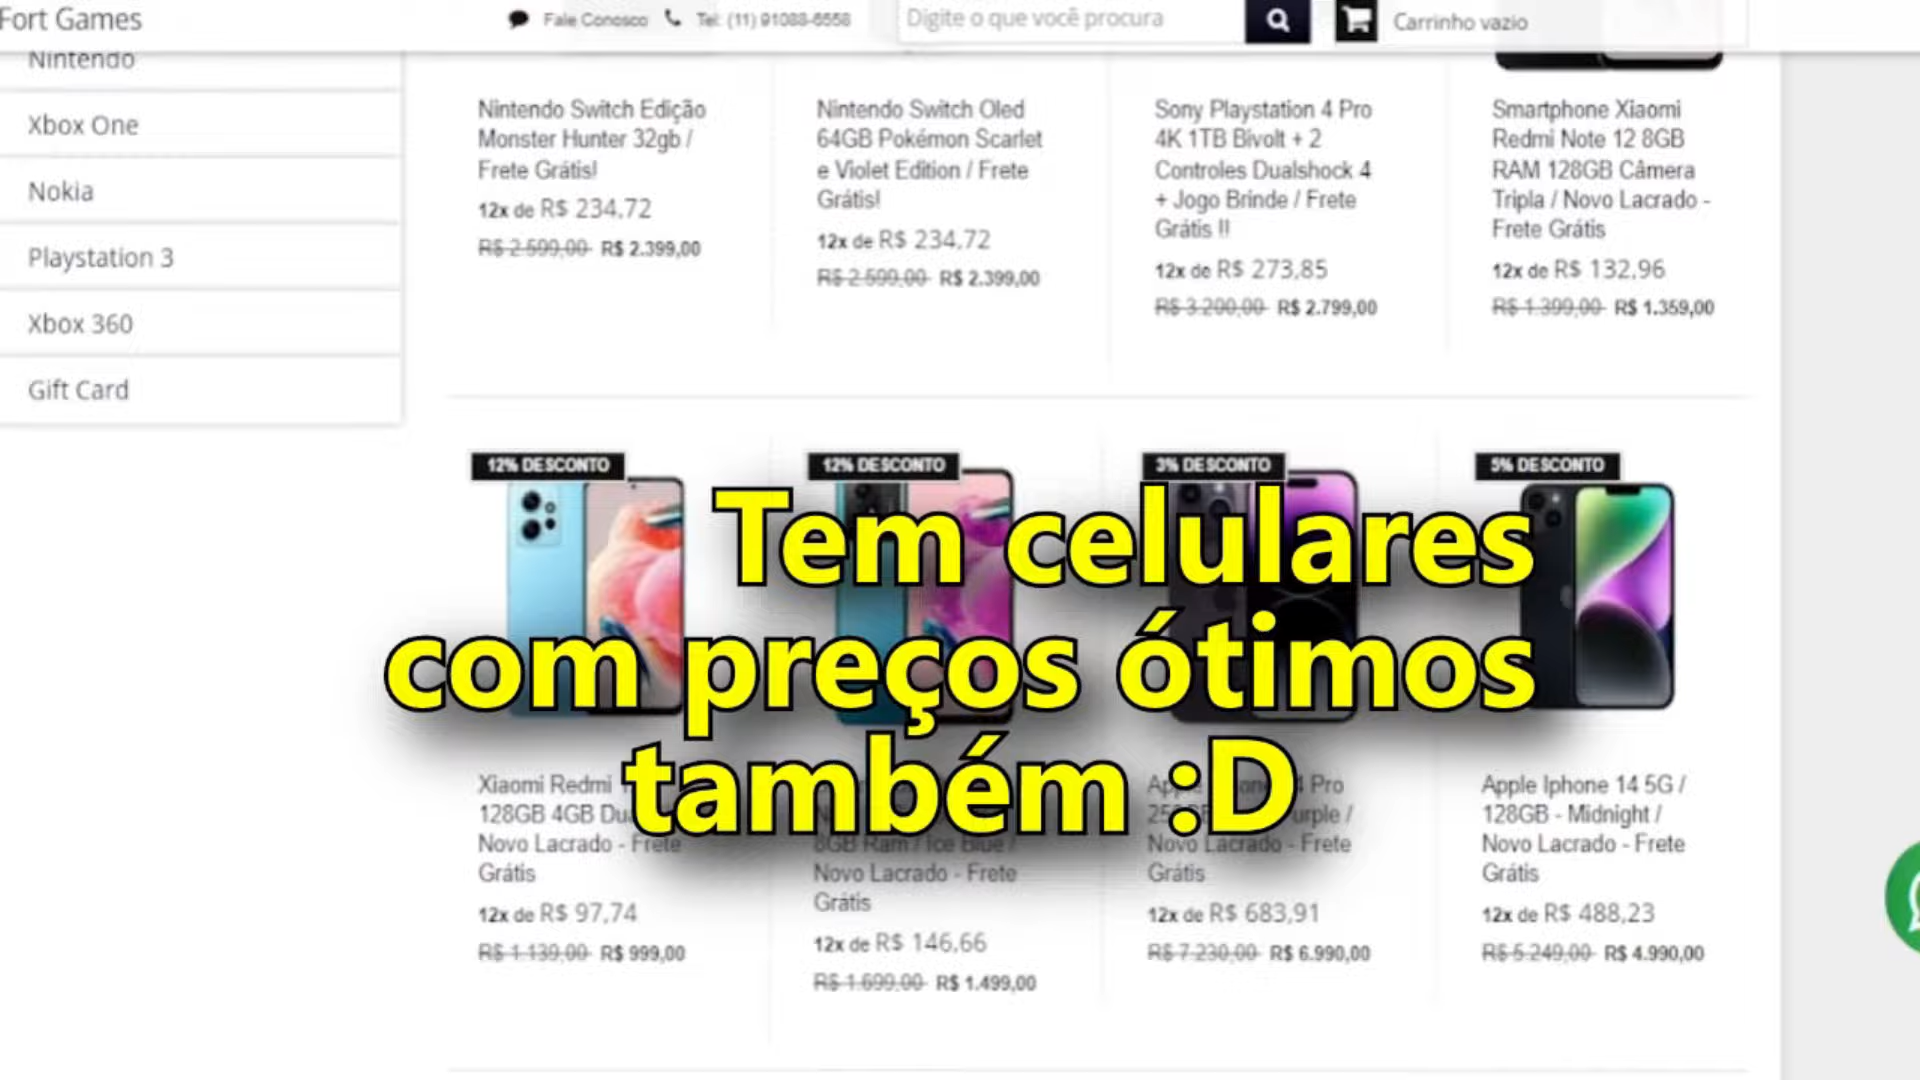 Fort Games
Fale Conosco
Tel: (11) 91088-6558
Digite o que você procura
Carrinho vazio
Nintendo
Xbox One
Nokia
Playstation 3
Xbox 360
Gift Card
Nintendo Switch Edição
Monster Hunter 32gb /
Frete Grátis!
12x de R$ 234,72
R$ 2.599,00 R$ 2.399,00
Nintendo Switch Oled
64GB Pokémon Scarlet
e Violet Edition / Frete
Grátis!
12x de R$ 234,72
R$ 2.599,00 R$ 2.399,00
Sony Playstation 4 Pro
4K 1TB Bivolt + 2
Controles Dualshock 4
+ Jogo Brinde / Frete
Grátis !!
12x de R$ 273,85
R$ 3.200,00 R$ 2.799,00
Smartphone Xiaomi
Redmi Note 12 8GB
RAM 128GB Câmera
Tripla / Novo Lacrado -
Frete Grátis
12x de R$ 132,96
R$ 1.399,00 R$ 1.359,00
12% DESCONTO
12% DESCONTO
3% DESCONTO
5% DESCONTO
Tem celulares
com preços ótimos
também :D
Xiaomi Redmi
128GB 4GB
Novo Lacrado - Frete
Grátis
12x de R$ 97,74
R$ 1.139,00 R$ 999,00
8GB Ram / Ice Blue /
Novo Lacrado - Frete
Grátis
12x de R$ 146,66
R$ 1.699,00 R$ 1.499,00
Pro
Novo Lacrado - Frete
Grátis
12x de R$ 683,91
R$ 7.230,00 R$ 6.990,00
Apple Iphone 14 5G /
128GB - Midnight /
Novo Lacrado - Frete
Grátis
12x de R$ 488,23
R$ 5.249,00 R$ 4.990,00